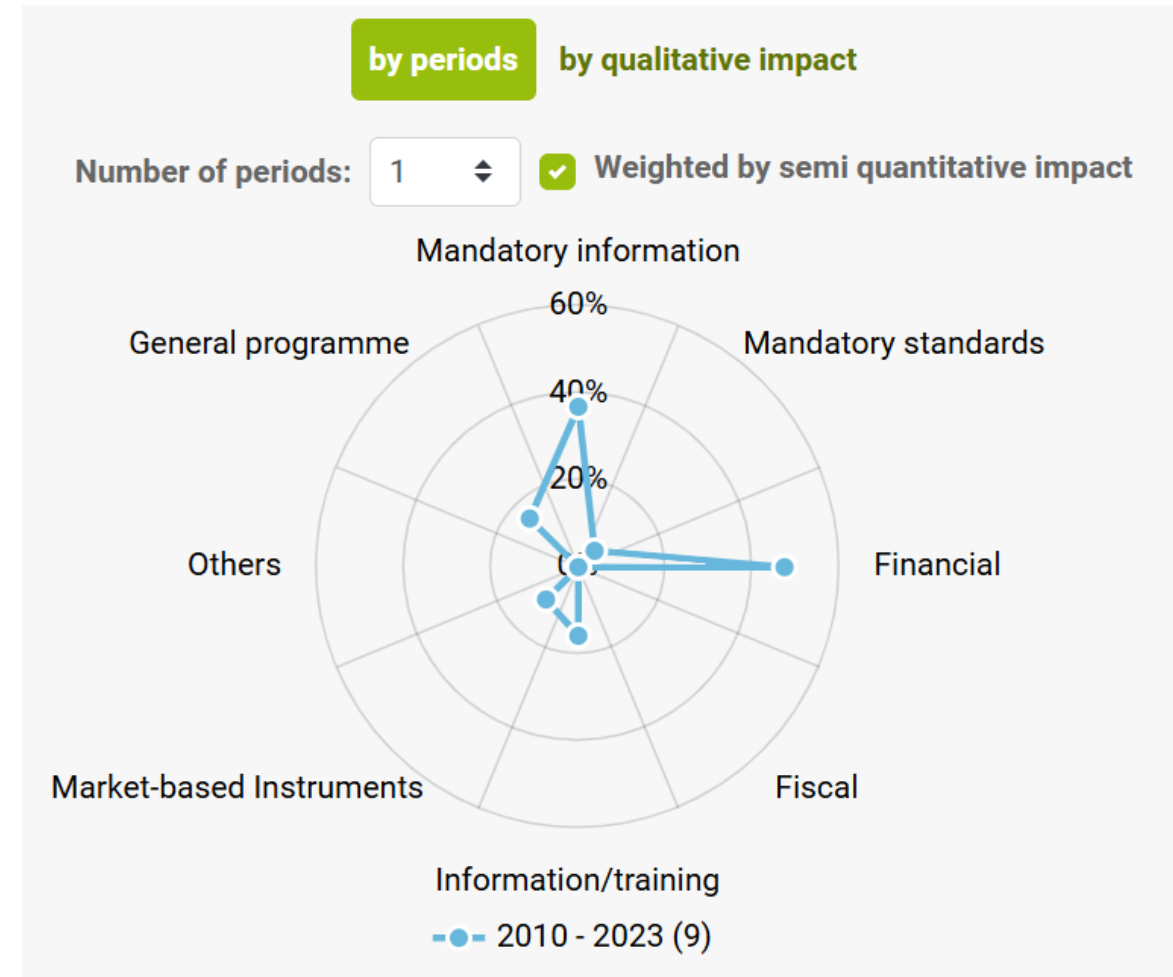 by periods by qualitative impact
Number of periods: 1 Weighted by semi quantitative impact
Mandatory information
60%
General programme Mandatory standards
40%
20%
Others 0% Financial
Market-based Instruments Fiscal
Information/training
2010 - 2023 (9)